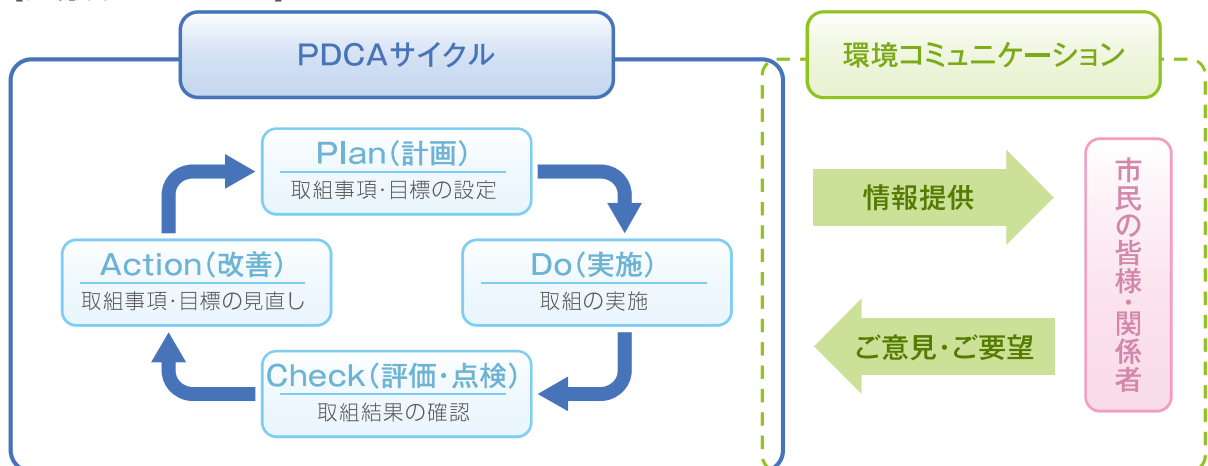 PDCAサイクル
環境コミュニケーション
Plan(計画)
取組事項・目標の設定
Do(実施)
取組の実施
Check(評価・点検)
取組結果の確認
Action(改善)
取組事項・目標の見直し
情報提供
ご意見・ご要望
市民の皆様・関係者